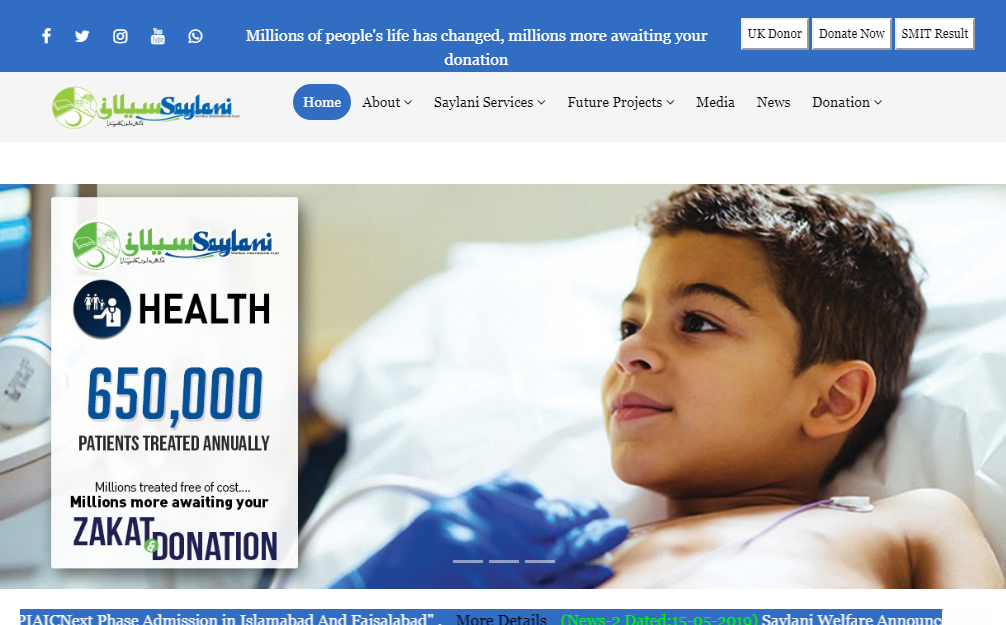 Millions of people's life has changed, millions more awaiting your
donation
UK Donor
Donate Now
SMIT Result
سیلانی Saylani
Home
About
Saylani Services
Future Projects
Media
News
Donation
سیلانی Saylani
HEALTH
650,000
PATIENTS TREATED ANNUALLY
Millions treated free of cost....
Millions more awaiting your
ZAKAT
& DONATION
PIAICNext Phase Admission in Islamabad And Faisalabad" , More Details (News-2 Dated:15-05-2019) Saylani Welfare Announc